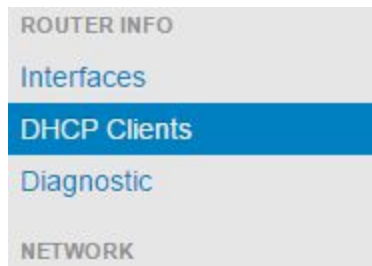 ROUTER INFO
Interfaces
DHCP Clients
Diagnostic
NETWORK